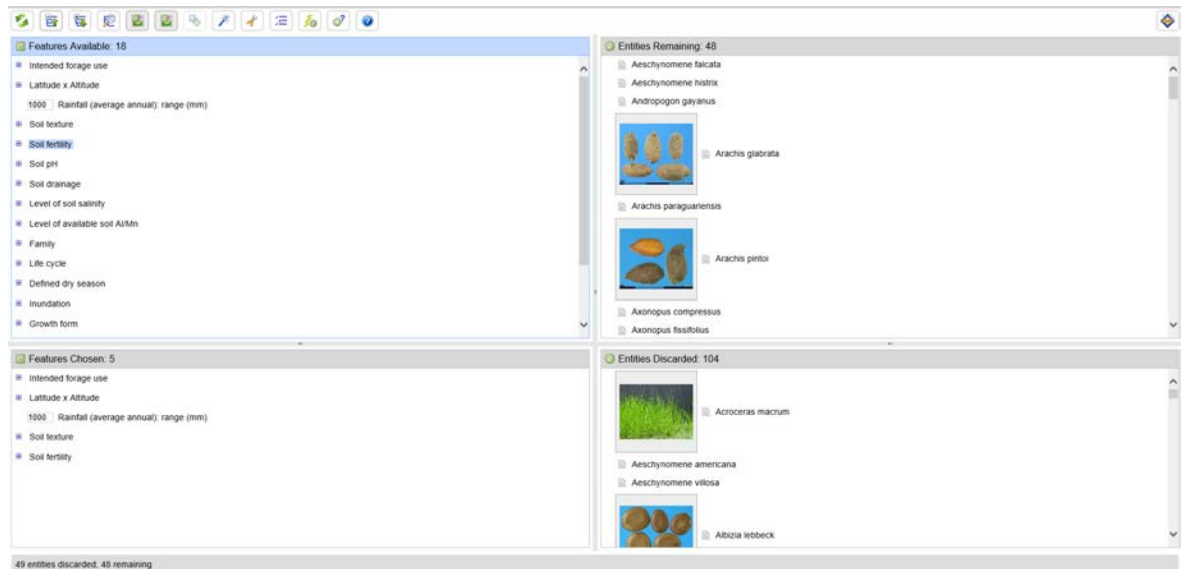 Features Available: 18
Intended forage use
Latitude x Altitude
1000 Rainfall (average annual): range (mm)
Soil texture
Soil fertility
Soil pH
Soil drainage
Level of soil salinity
Level of available soil Al/Mn
Family
Life cycle
Defined dry season
Inundation
Growth form
Entities Remaining: 48
Aeschynomene falcata
Aeschynomene histrix
Andropogon gayanus
Arachis glabrata
Arachis paraguariensis
Arachis pintoi
Axonopus compressus
Axonopus fissifolius
Features Chosen: 5
Intended forage use
Latitude x Altitude
1000 Rainfall (average annual): range (mm)
Soil texture
Soil fertility
Entities Discarded: 104
Acroceras macrum
Aeschynomene americana
Aeschynomene villosa
Albizia lebbeck
49 entities discarded, 48 remaining